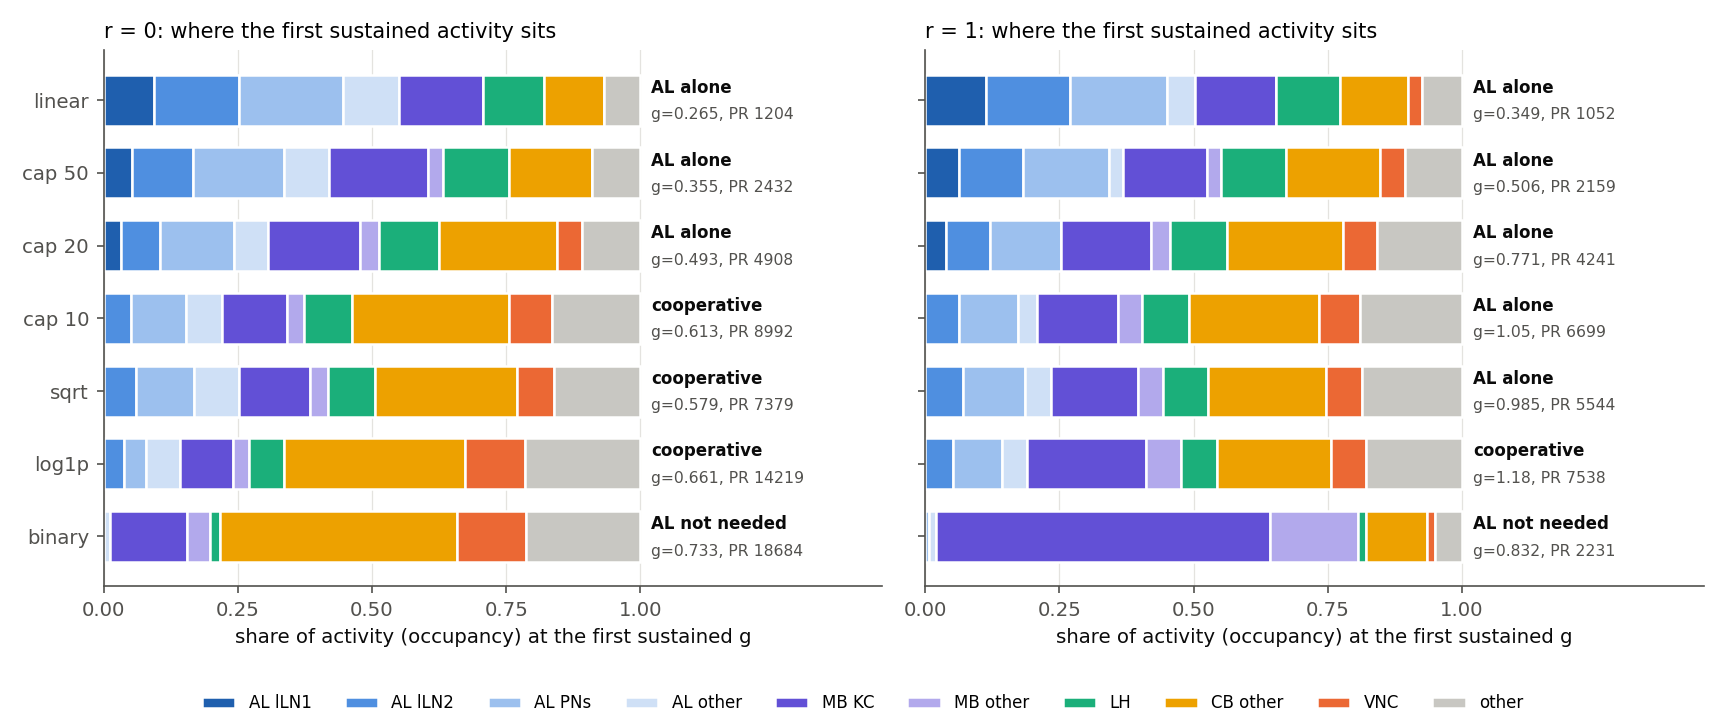 r = 0: where the first sustained activity sits
linear
AL alone
g=0.265, PR 1204
cap 50
AL alone
g=0.355, PR 2432
cap 20
AL alone
g=0.493, PR 4908
cap 10
cooperative
g=0.613, PR 8992
sqrt
cooperative
g=0.579, PR 7379
log1p
cooperative
g=0.661, PR 14219
binary
AL not needed
g=0.733, PR 18684
0.00 0.25 0.50 0.75 1.00
share of activity (occupancy) at the first sustained g
r = 1: where the first sustained activity sits
AL alone
g=0.349, PR 1052
AL alone
g=0.506, PR 2159
AL alone
g=0.771, PR 4241
AL alone
g=1.05, PR 6699
AL alone
g=0.985, PR 5544
cooperative
g=1.18, PR 7538
AL not needed
g=0.832, PR 2231
0.00 0.25 0.50 0.75 1.00
share of activity (occupancy) at the first sustained g
AL lLN1 AL lLN2 AL PNs AL other MB KC MB other LH CB other VNC other